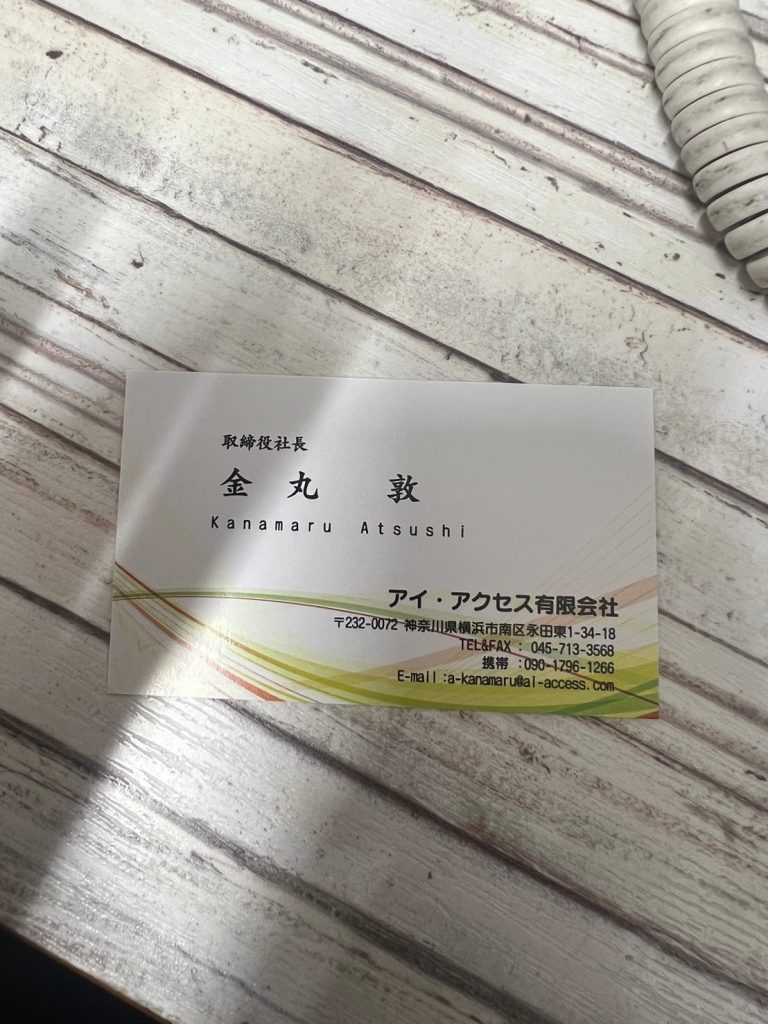 取締役社長
金 丸 敦
Kanamaru Atsushi
アイ・アクセス有限会社
〒232-0072 神奈川県横浜市南区永田東1-34-18
TEL&FAX : 045-713-3568
携帯 :090-1796-1266
E-mail :a-kanamaru@ai-access.com